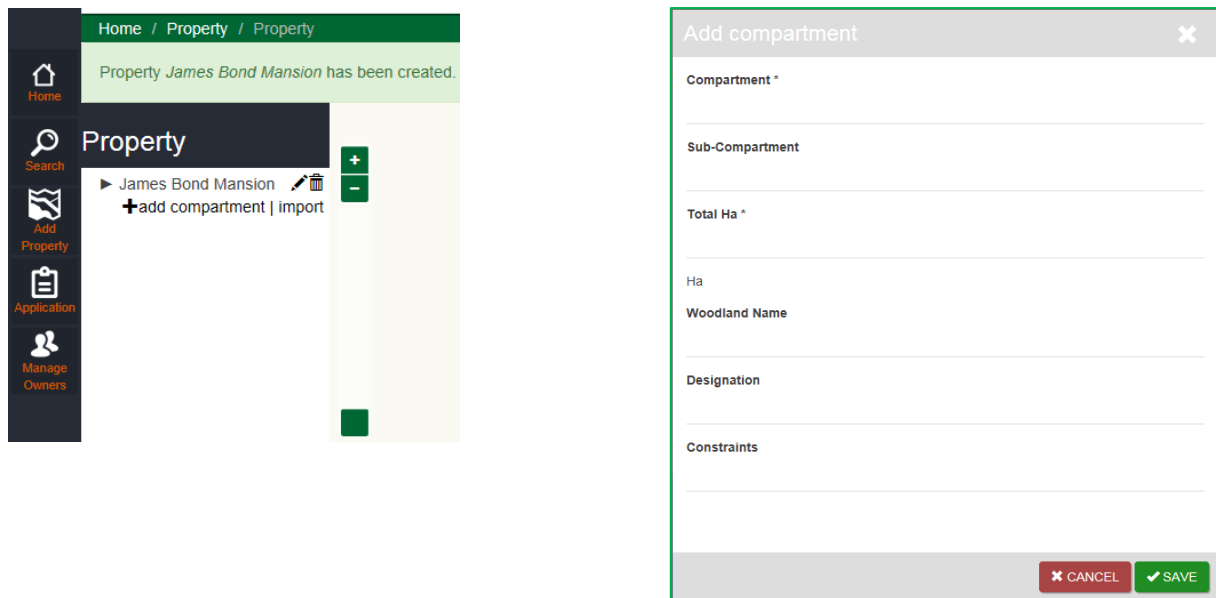 Home / Property / Property
Property James Bond Mansion has been created.
Home
Search
Add
Property
Application
Manage
Owners
Property
► James Bond Mansion
+add compartment | import
+
−
Add compartment
Compartment *
Sub-Compartment
Total Ha *
Ha
Woodland Name
Designation
Constraints
CANCEL
SAVE